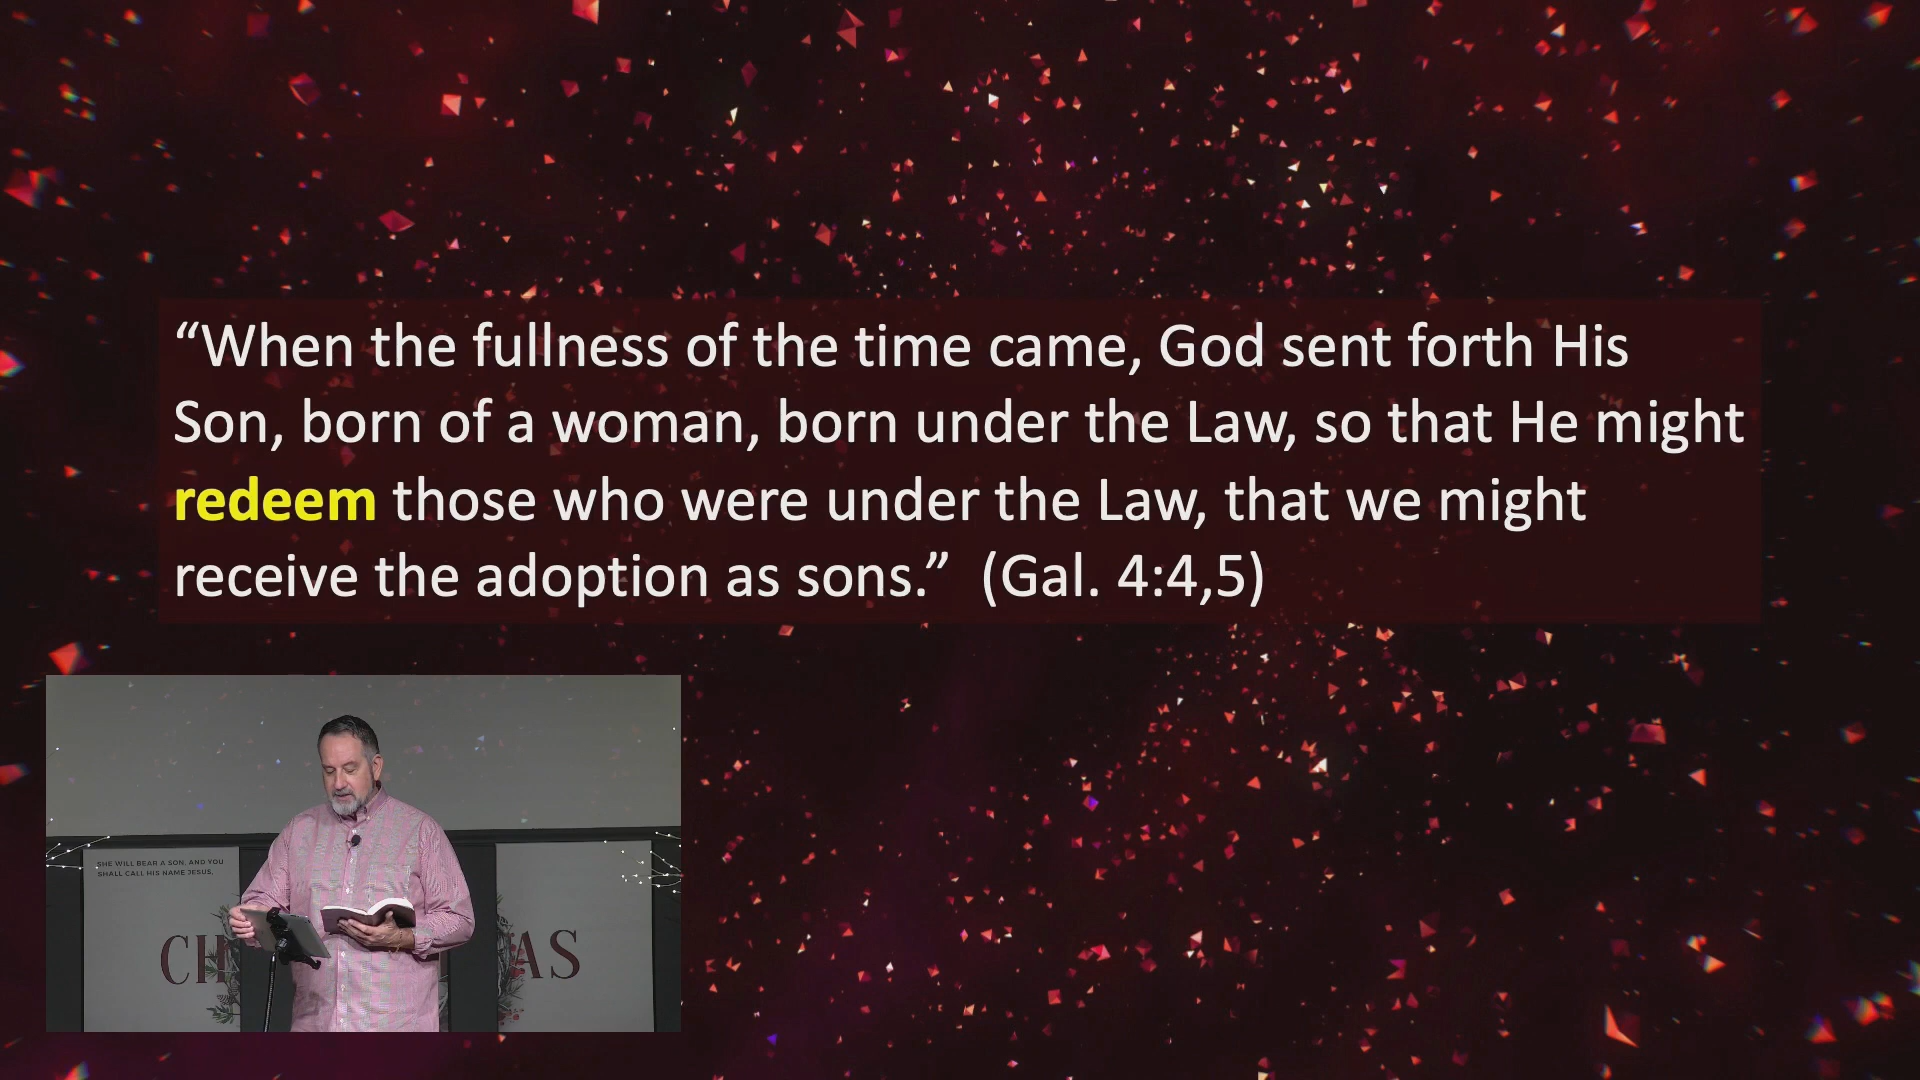 “When the fullness of the time came, God sent forth His
Son, born of a woman, born under the Law, so that He might
redeem those who were under the Law, that we might
receive the adoption as sons.” (Gal. 4:4,5)
SHE WILL BEAR A SON, AND YOU
SHALL CALL HIS NAME JESUS.
CH AS